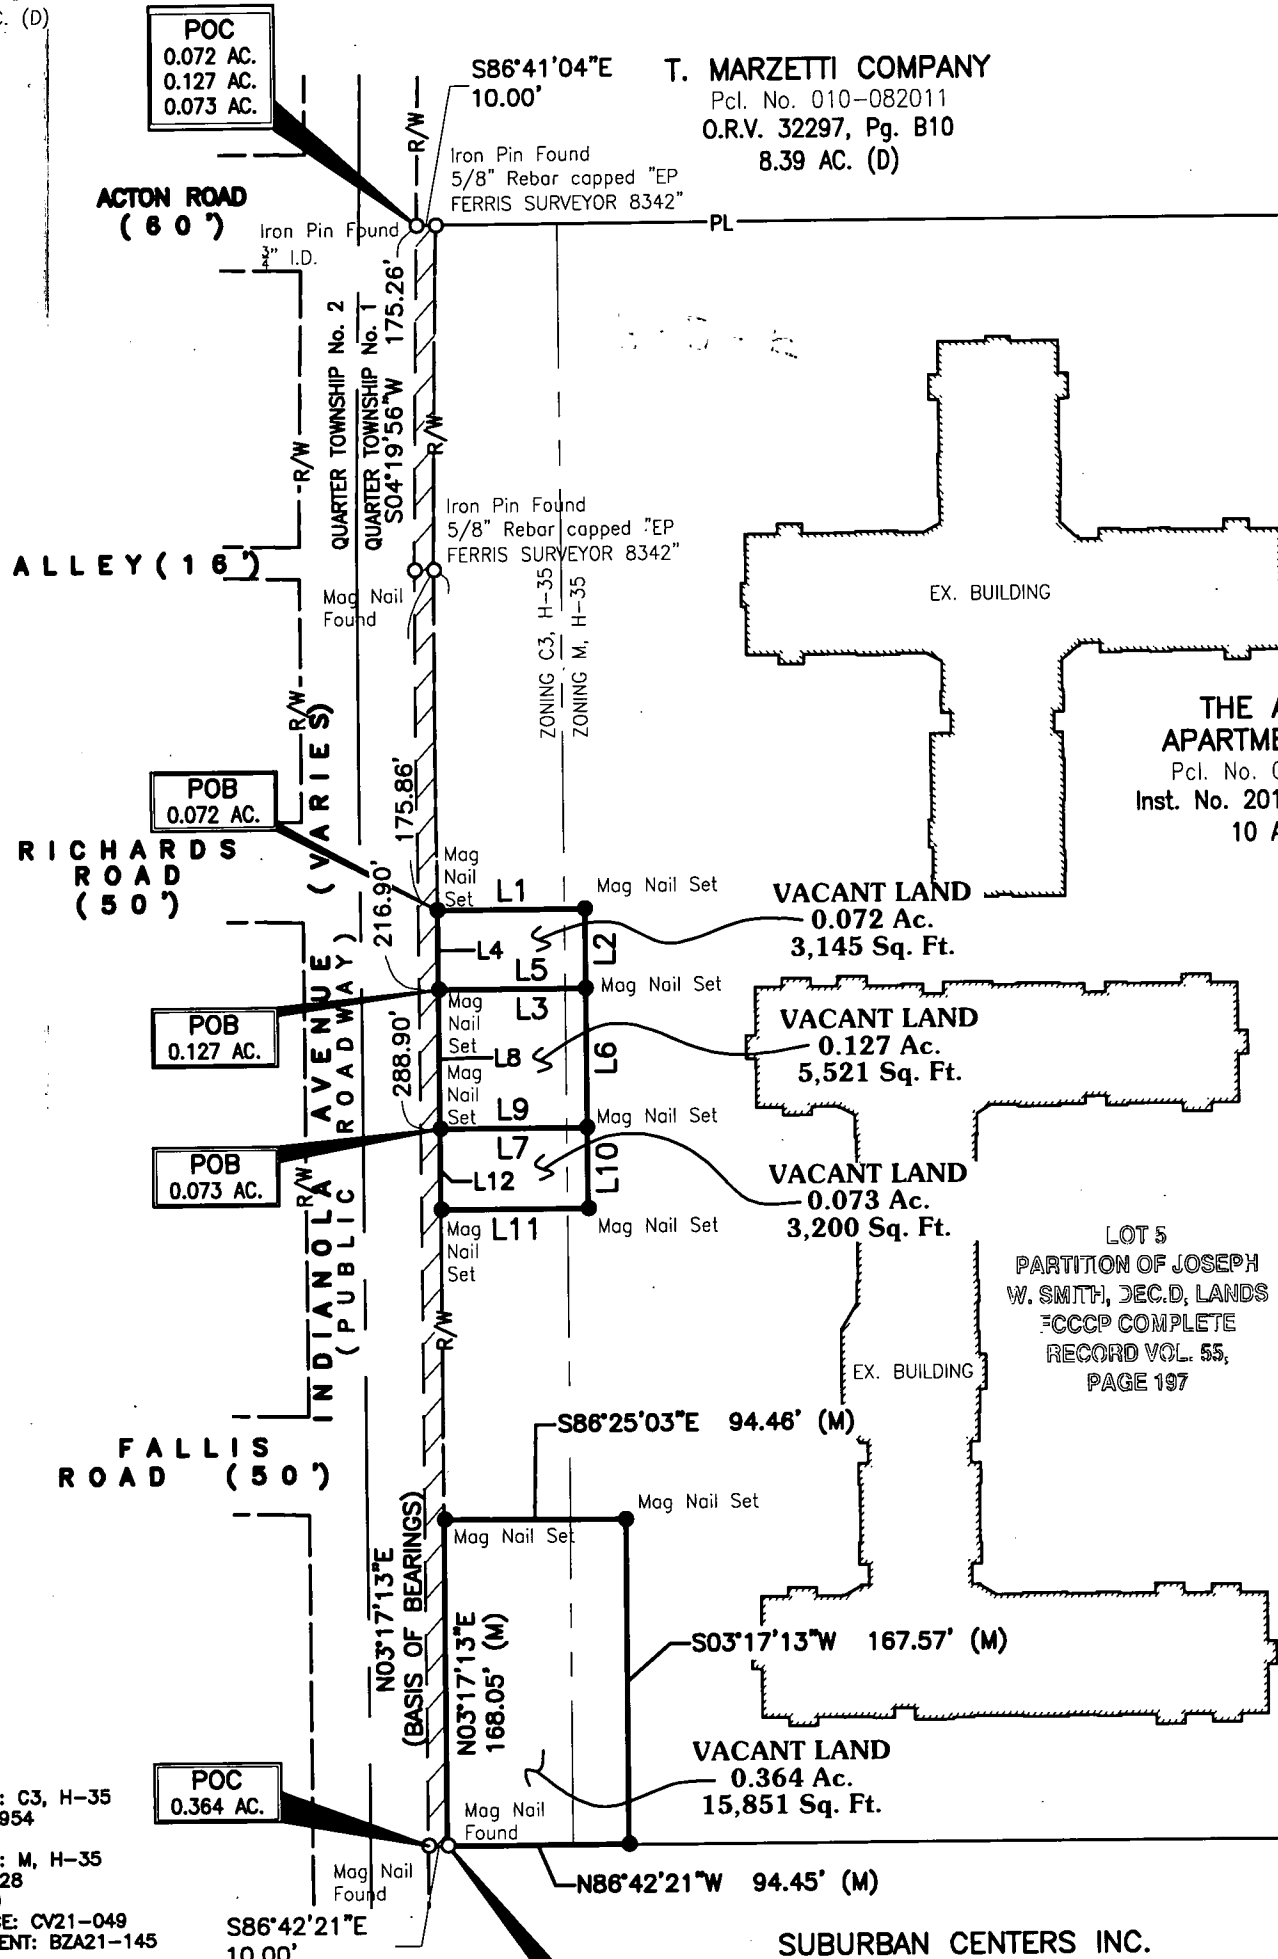 C. (D)
POC
0.072 AC.
0.127 AC.
0.073 AC.
S86°41'04"E
10.00'
T. MARZETTI COMPANY
Pcl. No. 010-082011
O.R.V. 32297, Pg. B10
8.39 AC. (D)
R/W
Iron Pin Found
5/8" Rebar capped "EP
FERRIS SURVEYOR 8342"
ACTON ROAD
(60')
Iron Pin Found
3/4" I.D.
PL
175.26'
S04°19'56"W
QUARTER TOWNSHIP No. 2
QUARTER TOWNSHIP No. 1
R/W
R/W
Iron Pin Found
5/8" Rebar capped "EP
FERRIS SURVEYOR 8342"
ALLEY (16')
Mag Nail
Found
ZONING C3, H-35
ZONING M, H-35
EX. BUILDING
R/W
THE A
APARTME
Pcl. No. 0
Inst. No. 201
10 A
POB
0.072 AC.
175.86'
RICHARDS
ROAD
(50')
INDIANOLA AVENUE (VARIES)
(PUBLIC ROADWAY)
216.90'
Mag
Nail
Set
L1
Mag Nail Set
VACANT LAND
0.072 Ac.
3,145 Sq. Ft.
L4
L2
L5
L3
Mag Nail Set
POB
0.127 AC.
288.90'
Mag
Nail
Set
L8
L6
VACANT LAND
0.127 Ac.
5,521 Sq. Ft.
Mag
Nail
Set
L9
Mag Nail Set
L7
POB
0.073 AC.
L12
L10
VACANT LAND
0.073 Ac.
3,200 Sq. Ft.
R/W
Mag
Nail
Set
L11
Mag Nail Set
LOT 5
PARTITION OF JOSEPH
W. SMITH, DEC.D, LANDS
FCCCP COMPLETE
RECORD VOL. 55,
PAGE 197
R/W
EX. BUILDING
S86°25'03"E 94.46' (M)
FALLIS
ROAD (50')
Mag Nail Set
Mag Nail Set
N03°17'13"E
(BASIS OF BEARINGS)
N03°17'13"E
168.05' (M)
S03°17'13"W 167.57' (M)
VACANT LAND
0.364 Ac.
15,851 Sq. Ft.
POC
0.364 AC.
Mag Nail
Found
: C3, H-35
954
: M, H-35
28
E: CV21-049
ENT: BZA21-145
Mag Nail
Found
N86°42'21"W 94.45' (M)
S86°42'21"E
10.00'
SUBURBAN CENTERS INC.